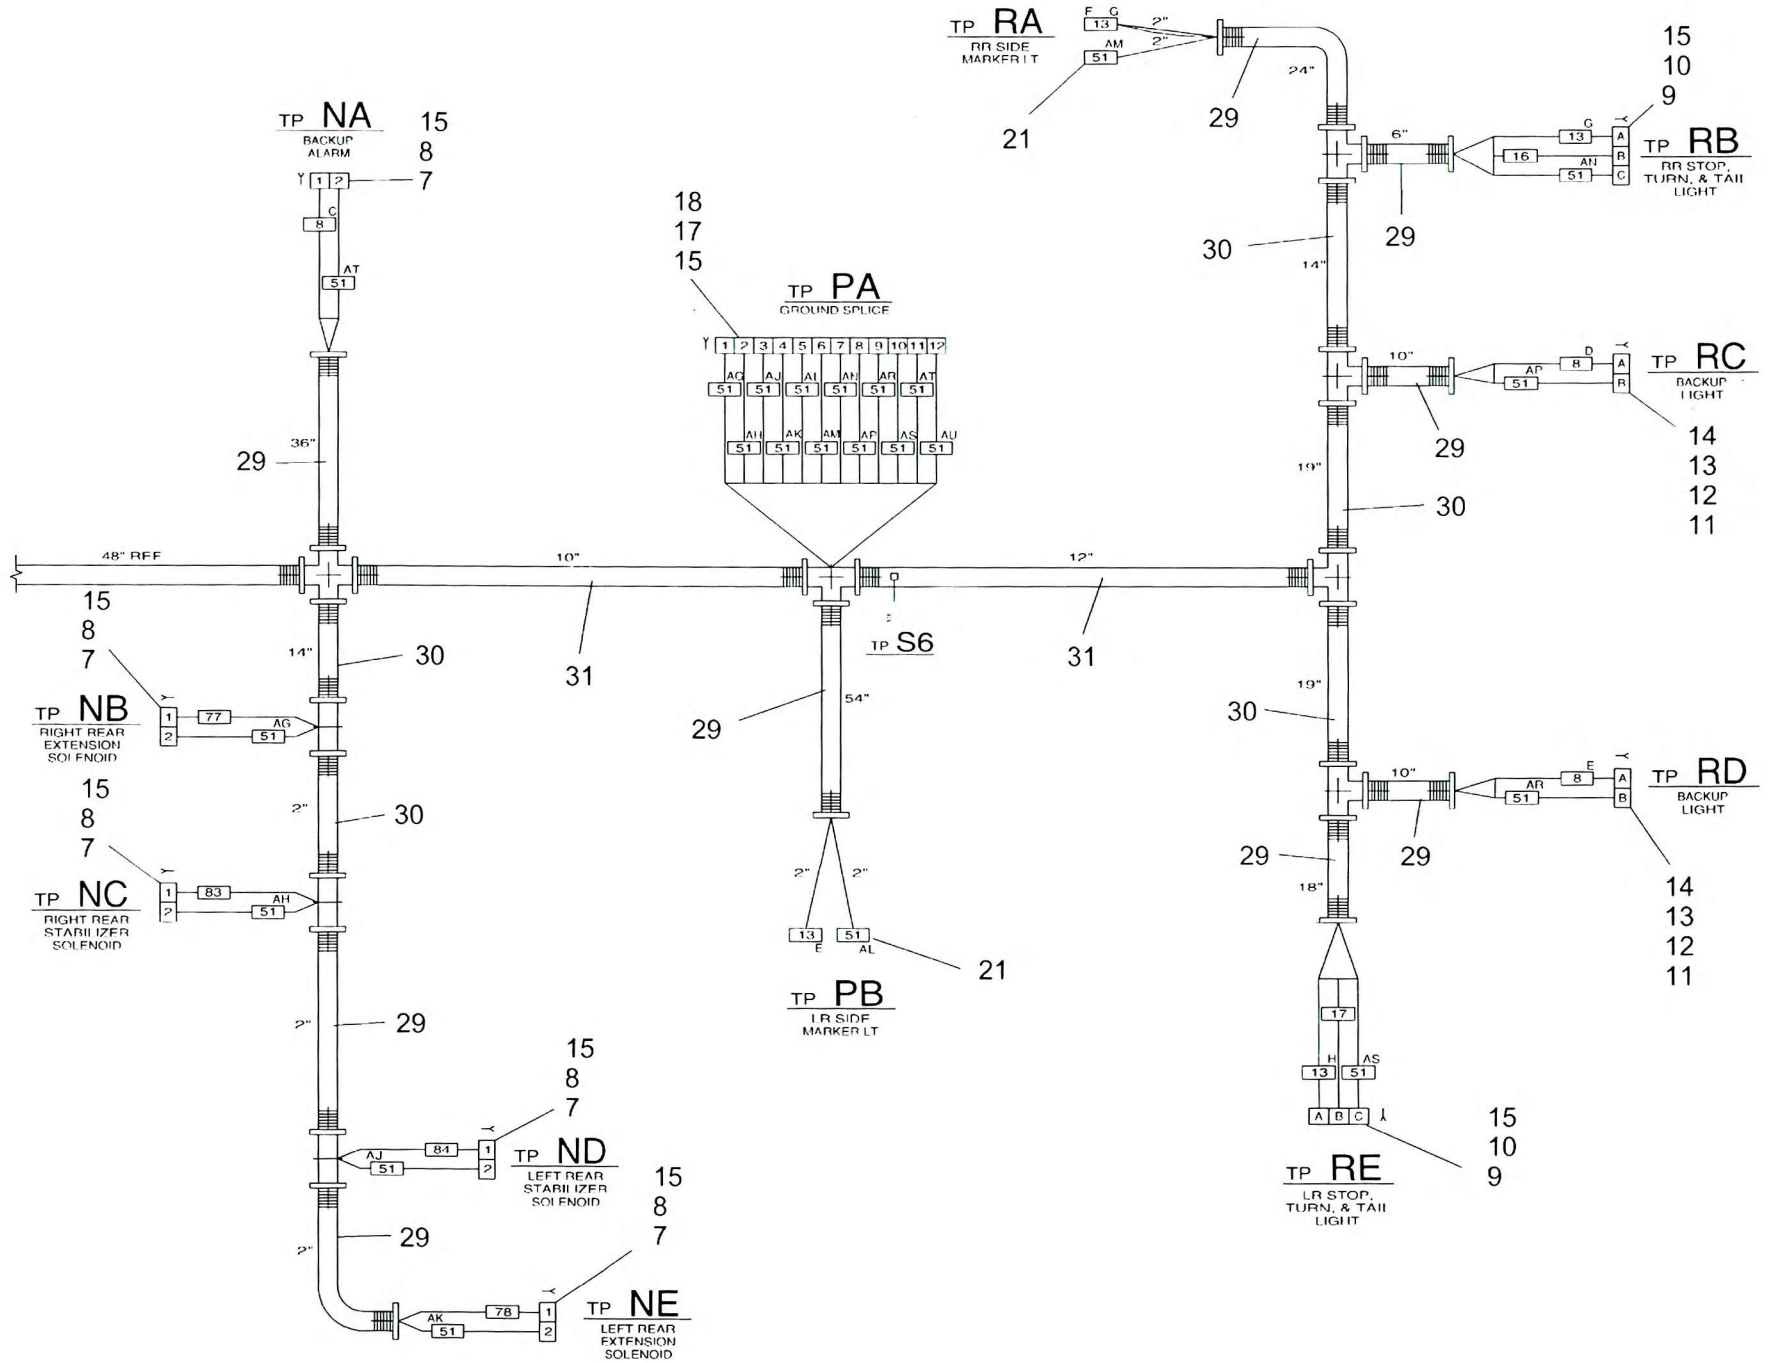 TP RA
RR SIDE
MARKER LT
F G
13
2"
AM
51
2"
21
29
24"
15
10
9
6"
29
G
13
A
16
B
AN
51
C
TP RB
RR STOP,
TURN, & TAIL
LIGHT
TP NA
BACKUP
ALARM
15
8
7
Y 1 2
C
8
AT
51
36"
29
18
17
15
TP PA
GROUND SPLICE
Y 1 2 3 4 5 6 7 8 9 10 11 12
AG AJ AL AN AR AT
51 51 51 51 51 51
AH AK AM AP AS AU
51 51 51 51 51 51
30
14"
10"
29
D
8
A
AP
51
B
TP RC
BACKUP
LIGHT
14
13
12
11
19"
30
48" REF
10"
31
12"
31
TP S6
15
8
7
14"
30
TP NB
RIGHT REAR
EXTENSION
SOLENOID
1
77
2
AG
51
15
8
7
2"
30
TP NC
RIGHT REAR
STABILIZER
SOLENOID
1
83
2
AH
51
2"
29
15
8
7
AJ
84
1
51
2
TP ND
LEFT REAR
STABILIZER
SOLENOID
2"
29
15
8
7
AK
78
1
51
2
TP NE
LEFT REAR
EXTENSION
SOLENOID
29
54"
2" 2"
13 51
E AL
21
TP PB
LR SIDE
MARKER LT
19"
30
10"
29
E
8
A
AR
51
B
TP RD
BACKUP
LIGHT
14
13
12
11
29
18"
17
H AS
13 51
A B C Y
15
10
9
TP RE
LR STOP,
TURN, & TAIL
LIGHT